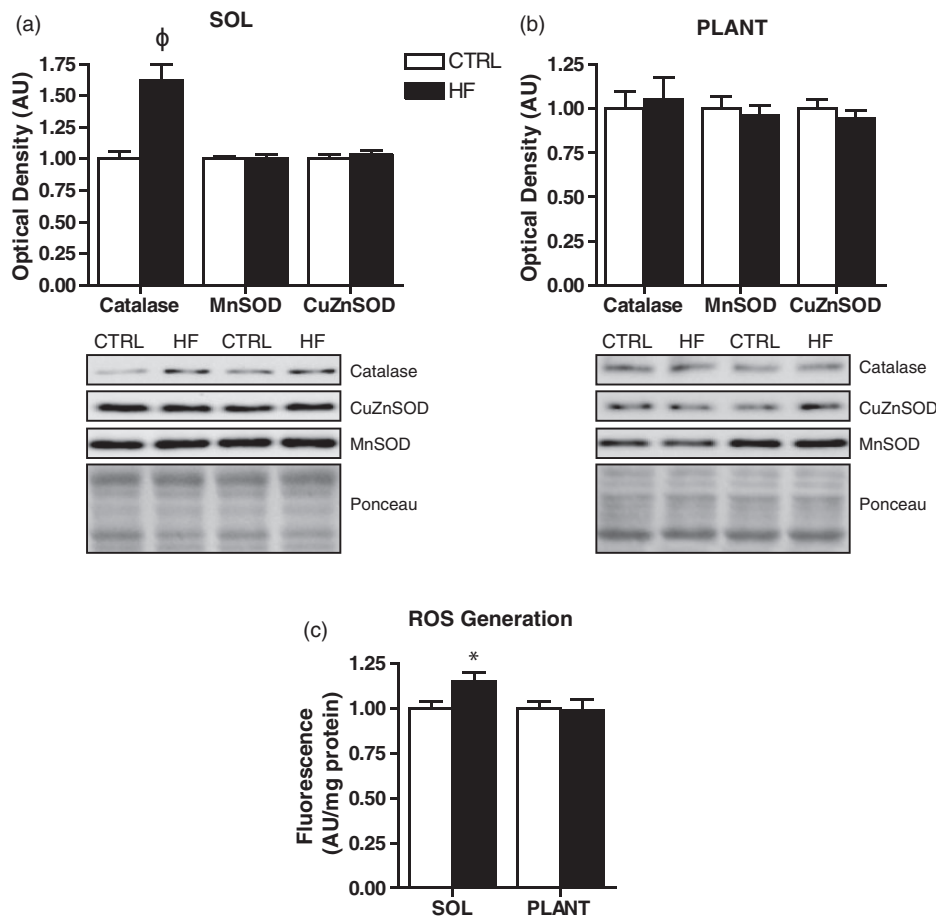 (a)
SOL
ϕ
Optical Density (AU)
1.75
1.50
1.25
1.00
0.75
0.50
0.25
0.00
Catalase MnSOD CuZnSOD
CTRL
HF
CTRL HF CTRL HF
Catalase
CuZnSOD
MnSOD
Ponceau
(b)
PLANT
Optical Density (AU)
1.25
1.00
0.75
0.50
0.25
0.00
Catalase MnSOD CuZnSOD
CTRL HF CTRL HF
Catalase
CuZnSOD
MnSOD
Ponceau
(c)
ROS Generation
*
Fluorescence
(AU/mg protein)
1.25
1.00
0.75
0.50
0.25
0.00
SOL PLANT